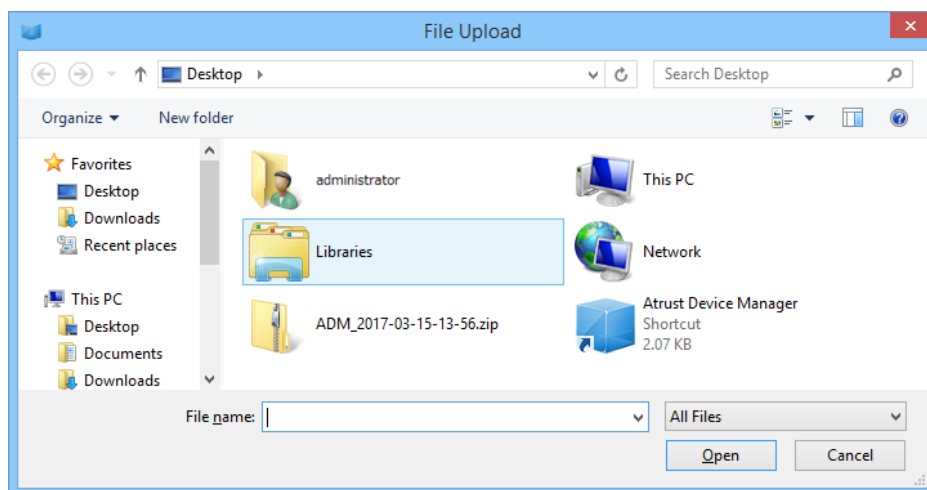 File Upload
Desktop
Search Desktop
Organize
New folder
Favorites
Desktop
Downloads
Recent places
This PC
Desktop
Documents
Downloads
administrator
This PC
Libraries
Network
ADM_2017-03-15-13-56.zip
Atrust Device Manager
Shortcut
2.07 KB
File name:
All Files
Open
Cancel